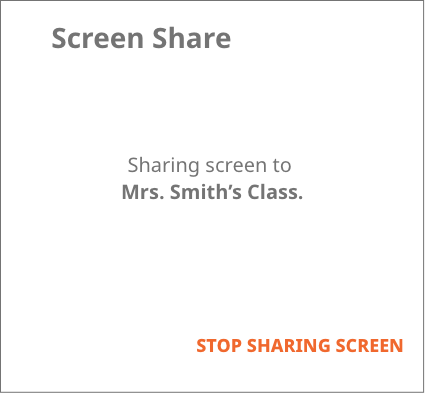 Screen Share
Sharing screen to
Mrs. Smith’s Class.
STOP SHARING SCREEN